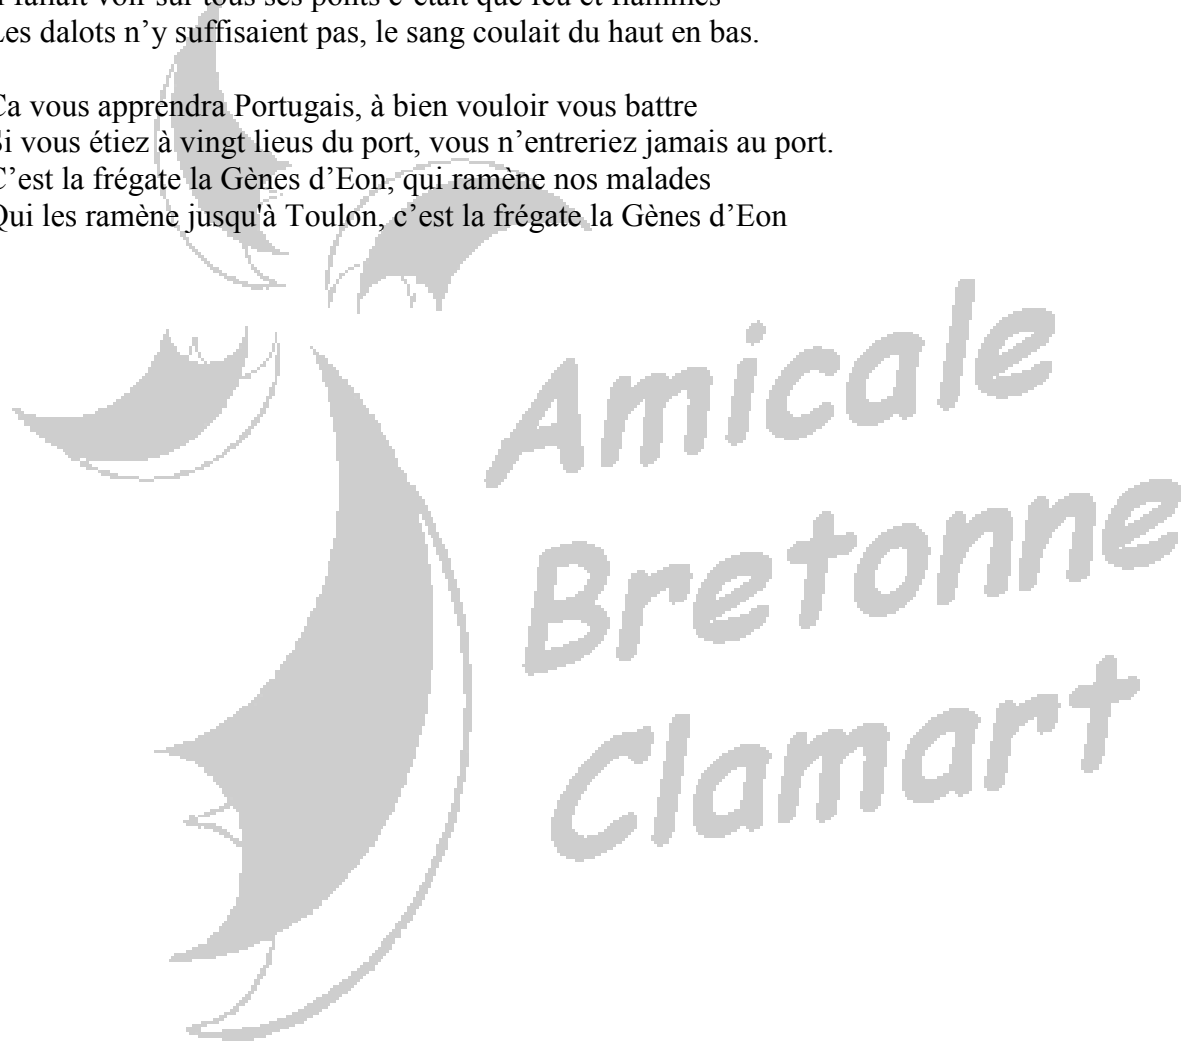 fallait voir sur tous ses ponts c'était que feu et flammes
Les dalots n'y suffisaient pas, le sang coulait du haut en bas.
Ca vous apprendra Portugais, à bien vouloir vous battre
Si vous étiez à vingt lieus du port, vous n'entreriez jamais au port.
C'est la frégate la Gènes d'Eon, qui ramène nos malades
Qui les ramène jusqu'à Toulon, c'est la frégate la Gènes d'Eon
Amicale
Bretonne
Clamart